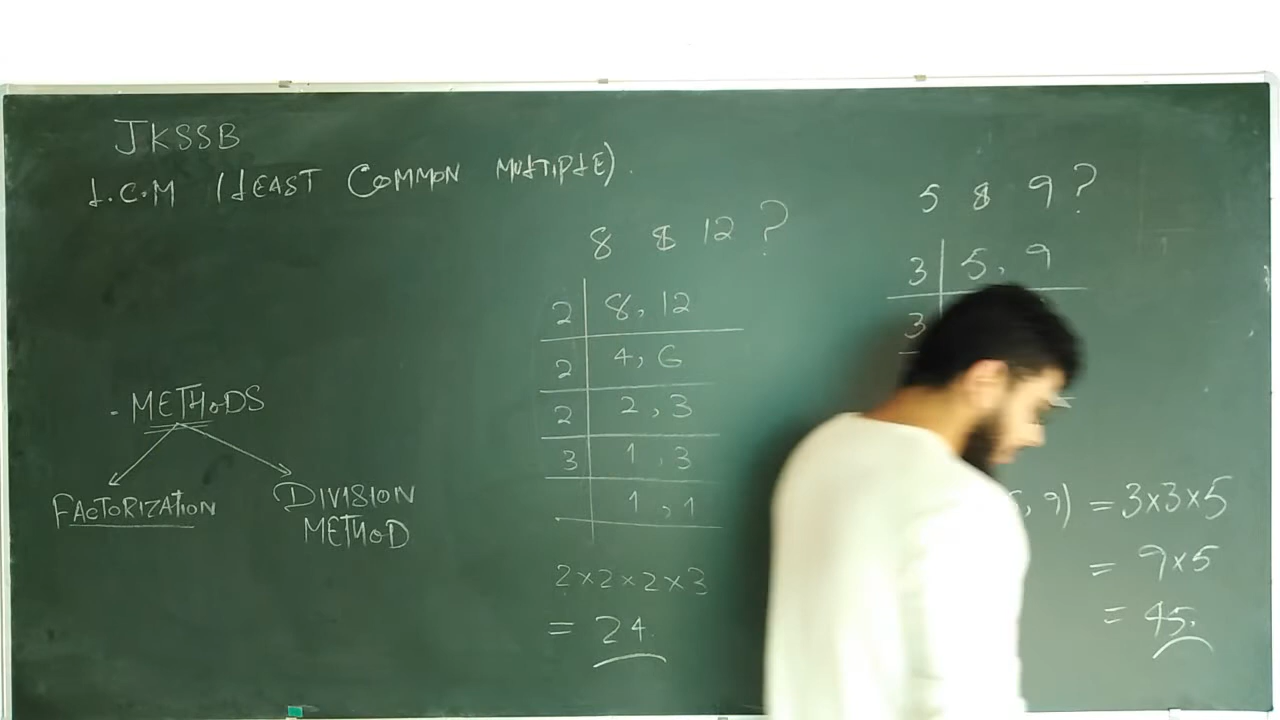 JKSSB
L.C.M (LEAST COMMON MULTIPLE).
- METHODS
FACTORIZATION
DIVISION
METHOD
8 & 12 ?
2 | 8, 12
2 | 4, 6
2 | 2, 3
3 | 1, 3
1, 1
2×2×2×3
= 24.
5 & 9 ?
3 | 5, 9
3
, 9) = 3×3×5
= 9×5
= 45.